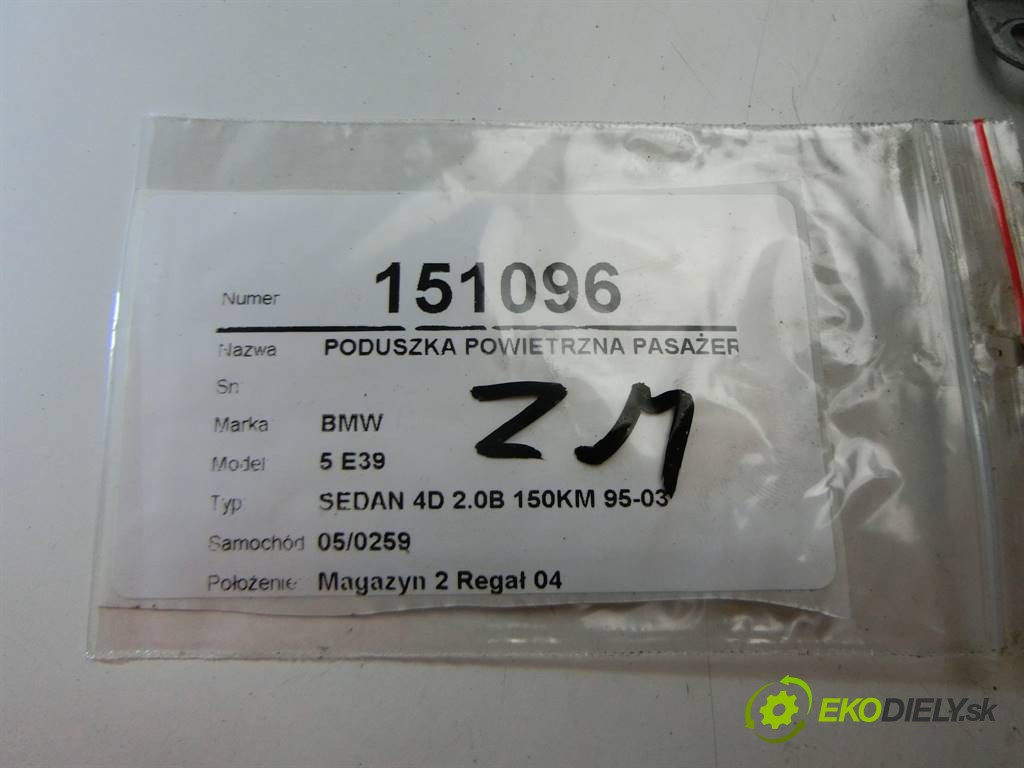 Numer 151096
Nazwa PODUSZKA POWIETRZNA PASAŻER
Sn
Marka BMW
ZM
Model: 5 E39
Typ SEDAN 4D 2.0B 150KM 95-03
Samochód 05/0259
Położenie: Magazyn 2 Regał 04
EKODIELY.sk